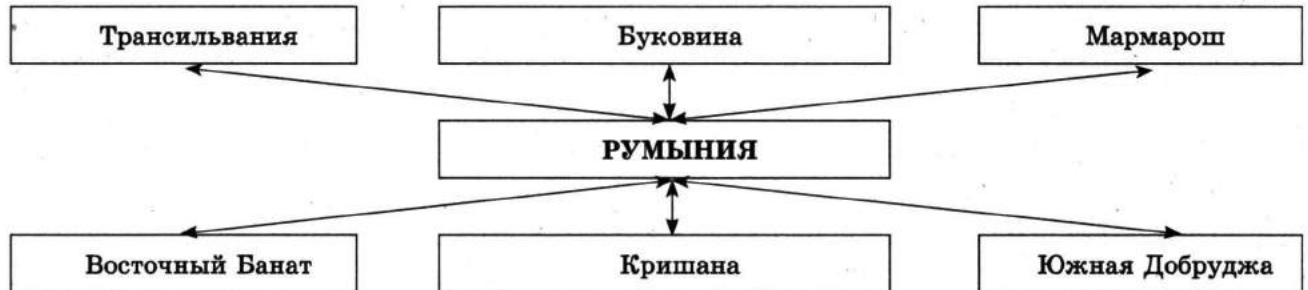 Трансильвания
Буковина
Мармарош
РУМЫНИЯ
Восточный Банат
Кришана
Южная Добруджа